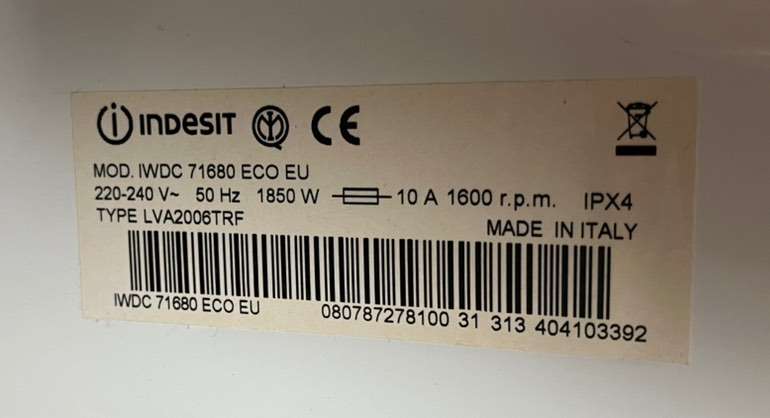 indesit CE
MOD. IWDC 71680 ECO EU
220-240 V~ 50 Hz 1850 W 10 A 1600 r.p.m. IPX4
TYPE LVA2006TRF MADE IN ITALY
IWDC 71680 ECO EU 080787278100 31 313 404103392